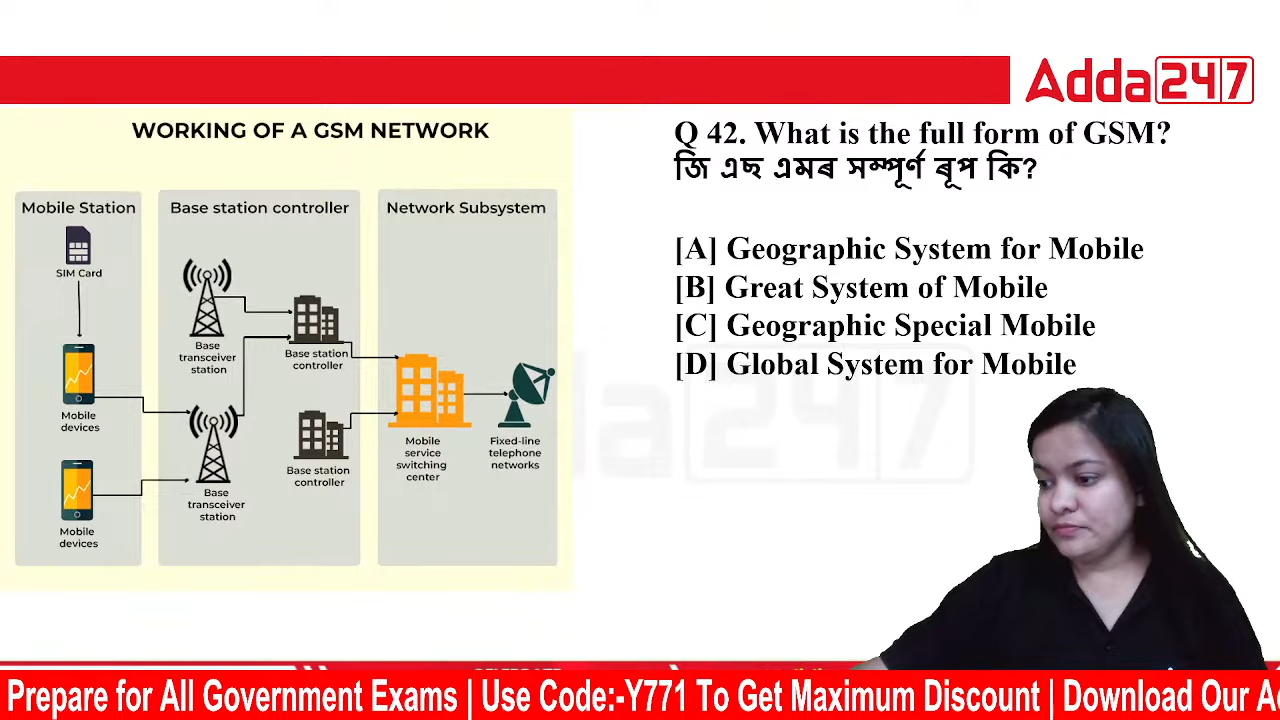 Adda247
WORKING OF A GSM NETWORK
Mobile Station
Base station controller
Network Subsystem
SIM Card
Mobile
devices
Mobile
devices
Base
transceiver
station
Base
transceiver
station
Base station
controller
Base station
controller
Mobile
service
switching
center
Fixed-line
telephone
networks
Q 42. What is the full form of GSM?
জি এছ এমৰ সম্পূৰ্ণ ৰূপ কি?
[A] Geographic System for Mobile
[B] Great System of Mobile
[C] Geographic Special Mobile
[D] Global System for Mobile
Prepare for All Government Exams | Use Code:-Y771 To Get Maximum Discount | Download Our